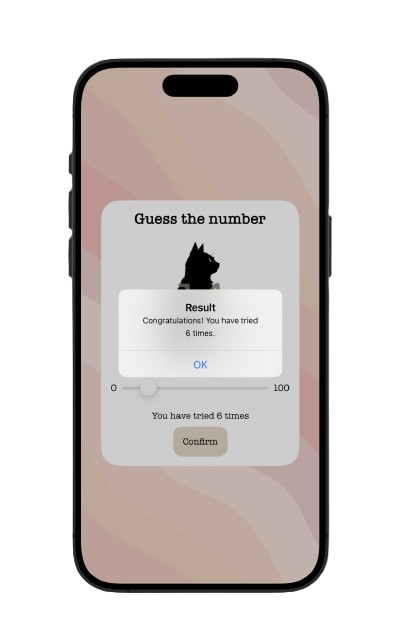 Guess the number
Result
Congratulations! You have tried
6 times.
OK
0 100
You have tried 6 times
Confirm